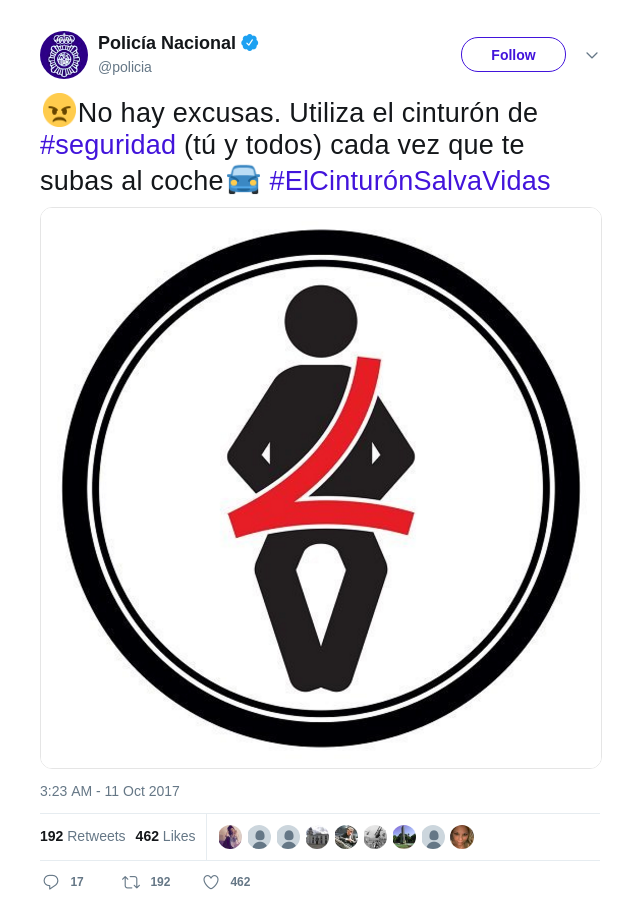 Policía Nacional
@policia
Follow
😠No hay excusas. Utiliza el cinturón de
#seguridad (tú y todos) cada vez que te
subas al coche🚘 #ElCinturónSalvaVidas
3:23 AM - 11 Oct 2017
192 Retweets 462 Likes
17 192 462